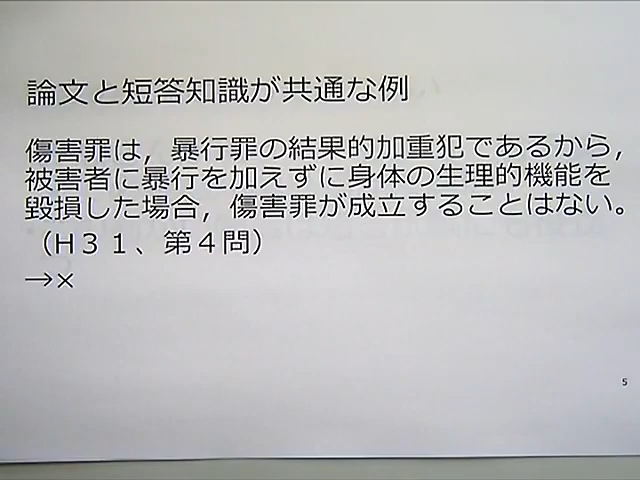 論文と短答知識が共通な例
傷害罪は，暴行罪の結果的加重犯であるから，
被害者に暴行を加えずに身体の生理的機能を
毀損した場合，傷害罪が成立することはない。
（Ｈ３１、第４問）
→×
5